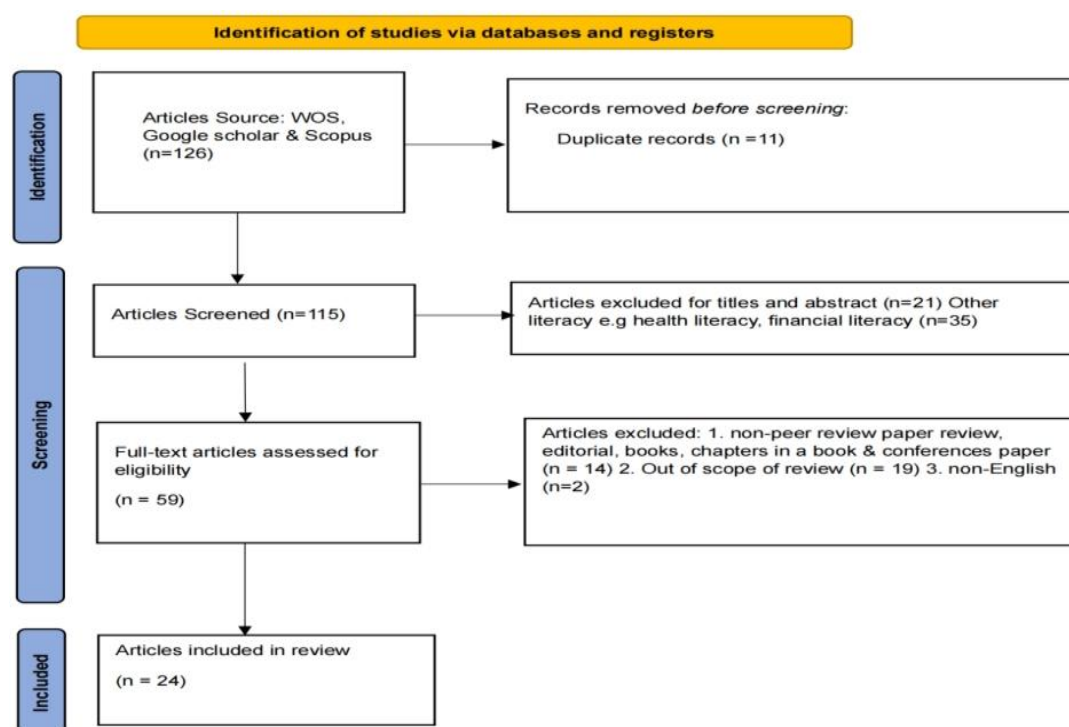 Identification of studies via databases and registers
Identification
Articles Source: WOS,
Google scholar & Scopus
(n=126)
Records removed before screening:
Duplicate records (n =11)
Screening
Articles Screened (n=115)
Articles excluded for titles and abstract (n=21) Other
literacy e.g health literacy, financial literacy (n=35)
Full-text articles assessed for
eligibility
(n = 59)
Articles excluded: 1. non-peer review paper review,
editorial, books, chapters in a book & conferences paper
(n = 14) 2. Out of scope of review (n = 19) 3. non-English
(n=2)
Included
Articles included in review
(n = 24)